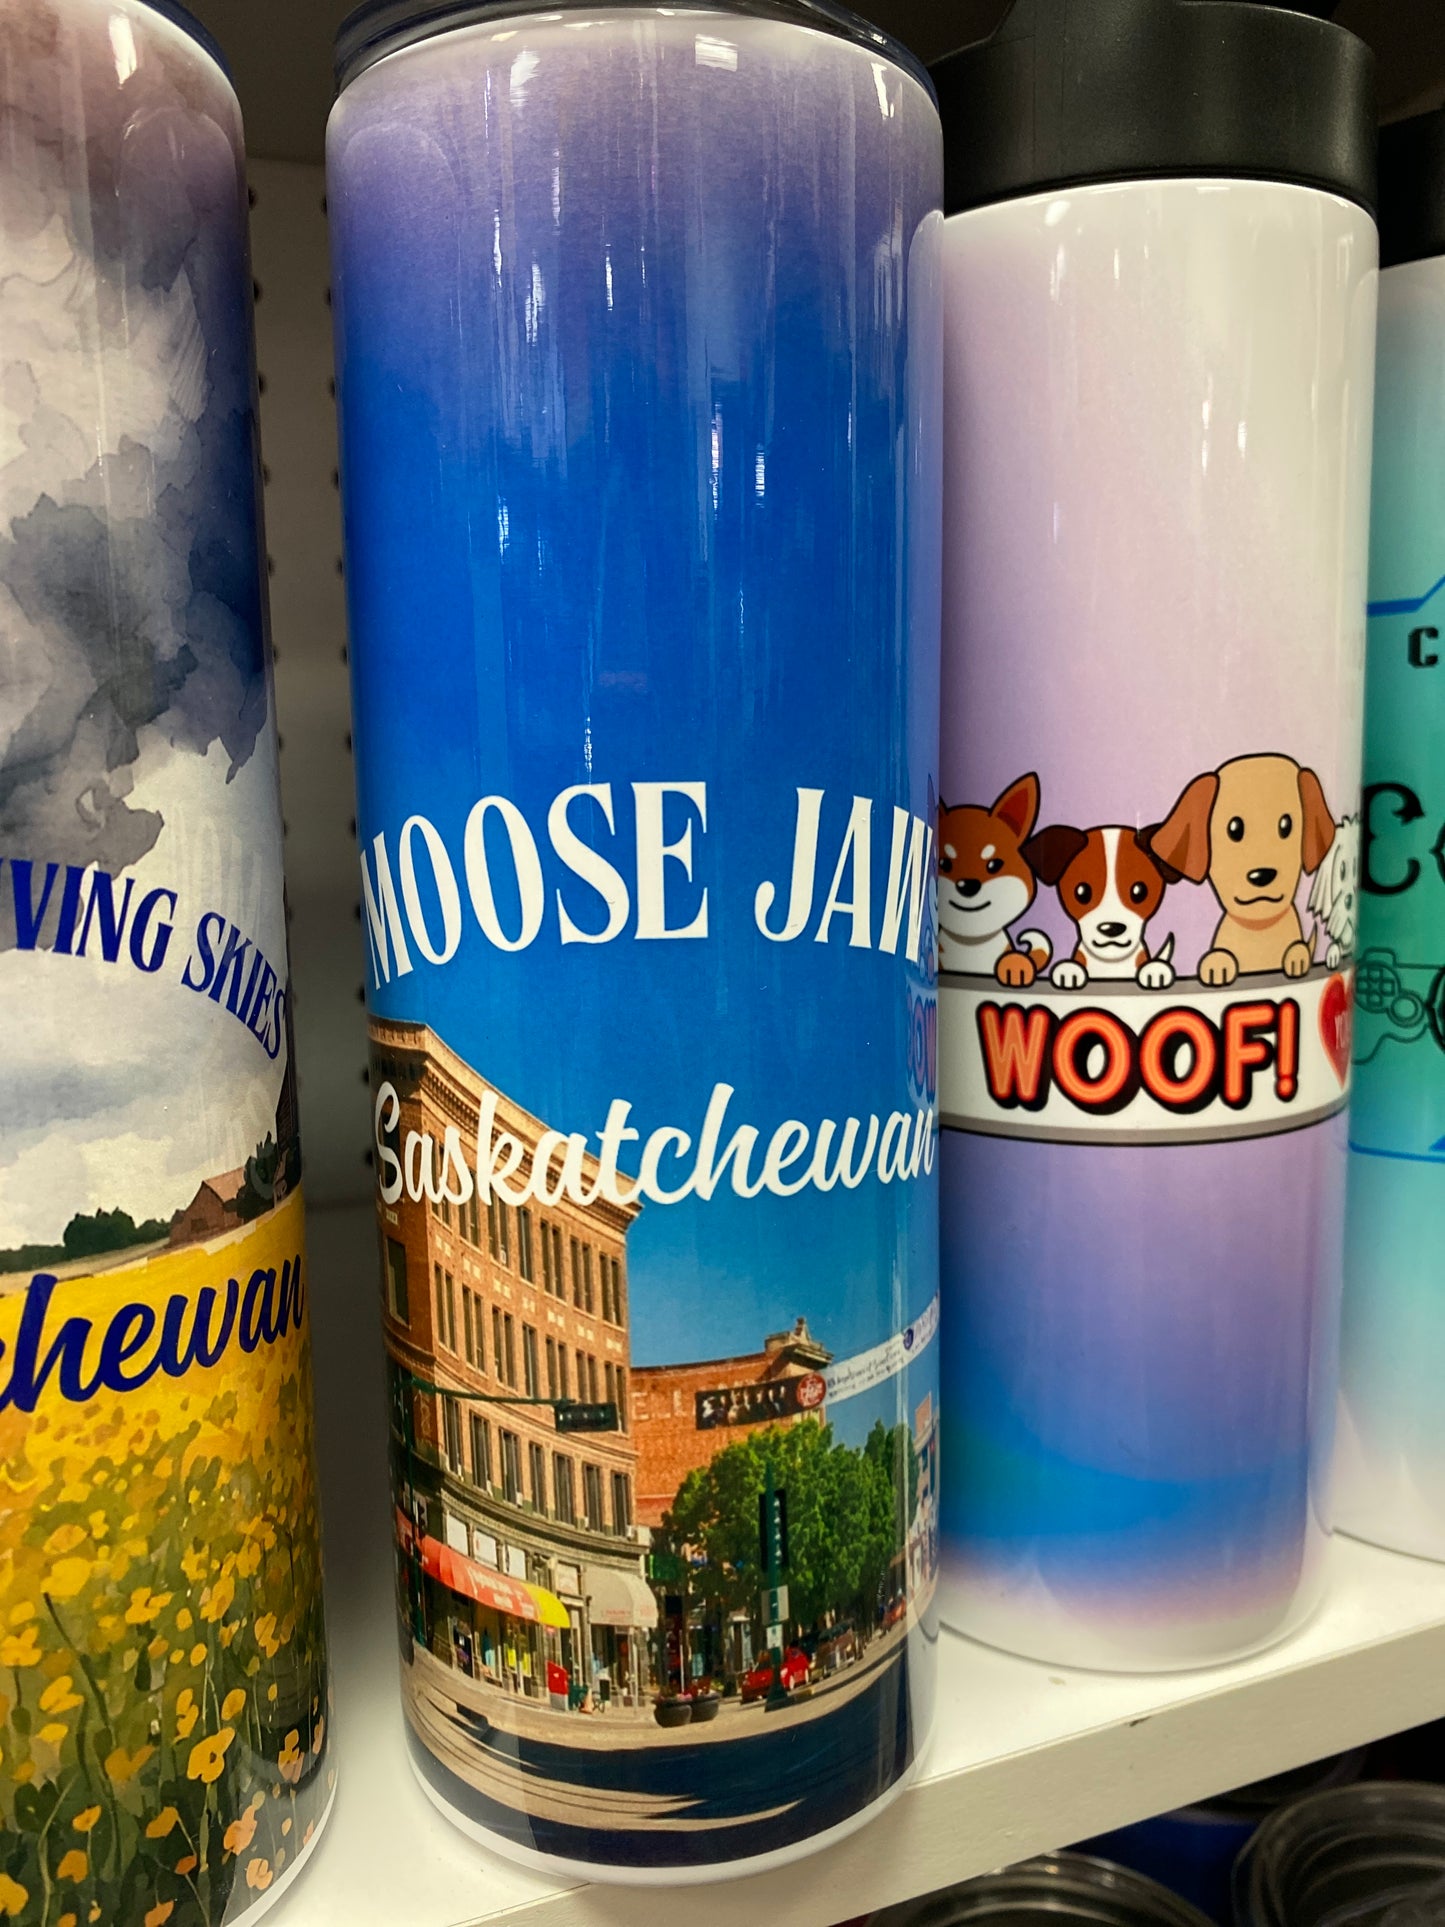 VING SKIES
chewan
MOOSE JAW
Saskatchewan
WOOF!
C